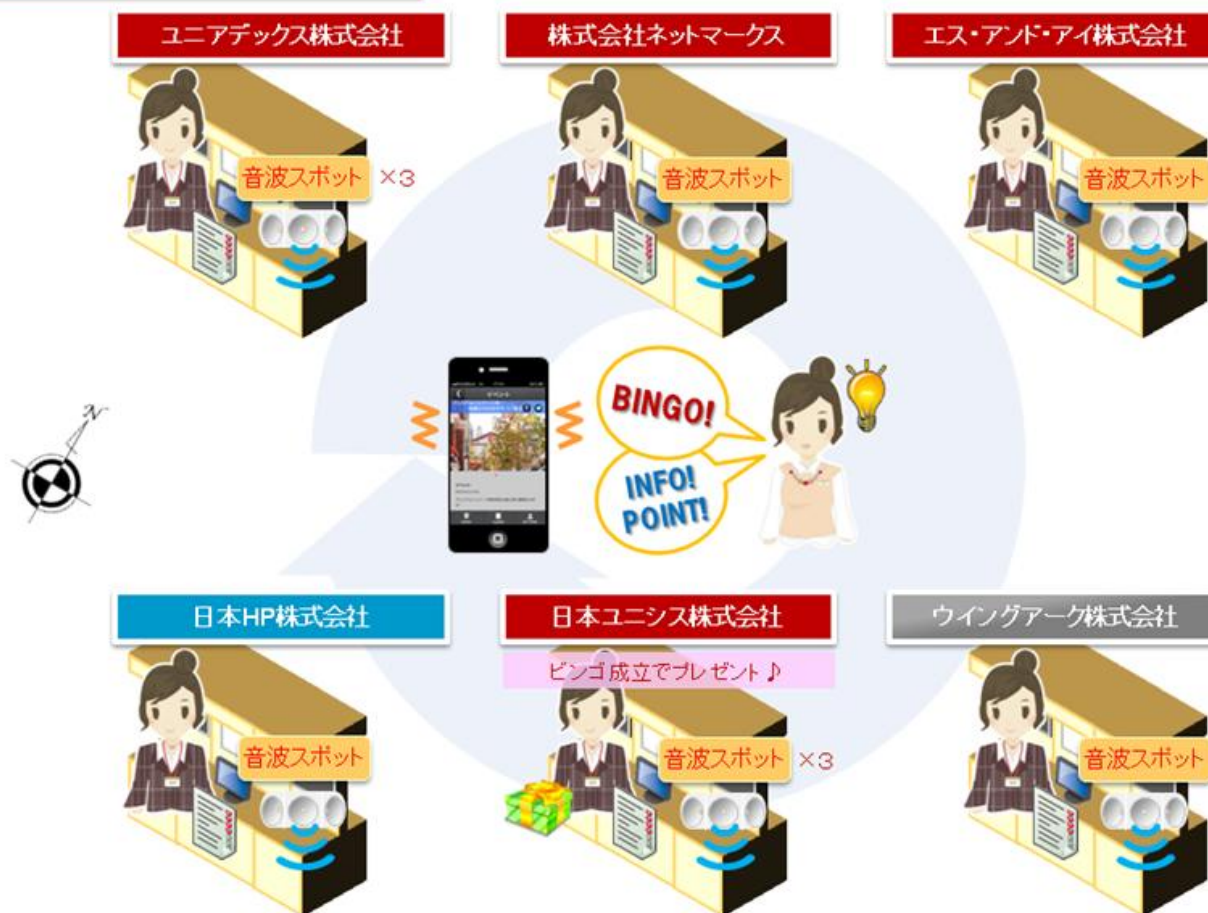 ユニアデックス株式会社
株式会社ネットマークス
エス・アンド・アイ株式会社
音波スポット ×3
音波スポット
音波スポット
イベント
BINGO!
INFO!
POINT!
N
日本HP株式会社
日本ユニシス株式会社
ウイングアーク株式会社
ビンゴ成立でプレゼント♪
音波スポット
音波スポット ×3
音波スポット